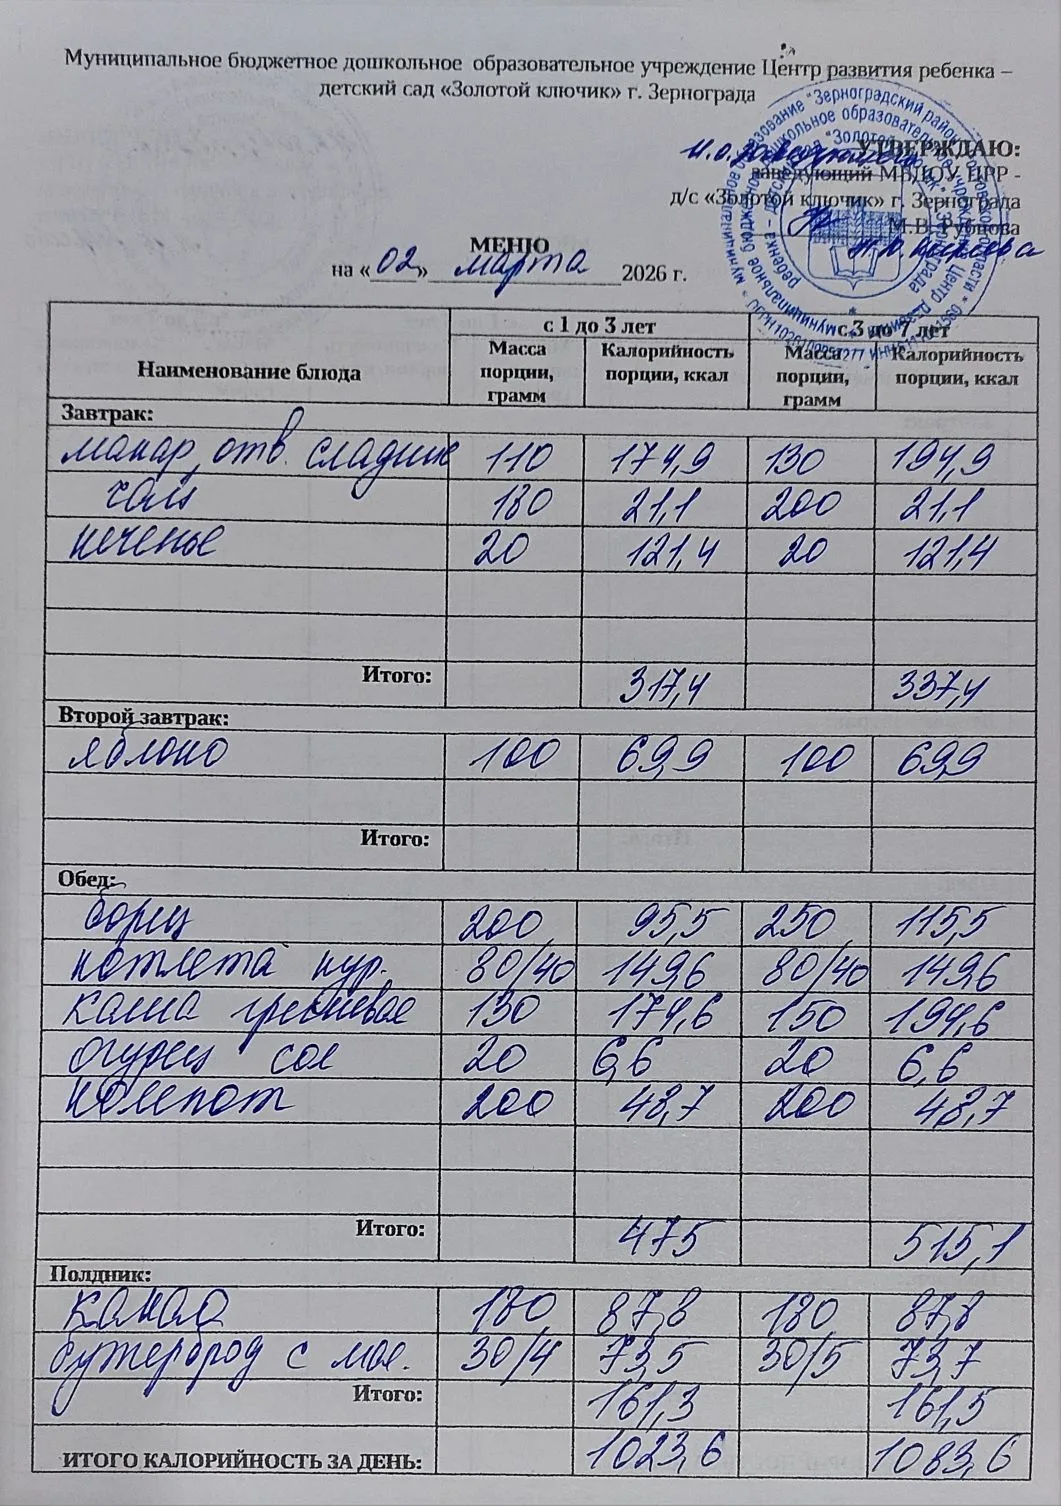 Муниципальное бюджетное дошкольное образовательное учреждение Центр развития ребенка –
детский сад «Золотой ключик» г. Зернограда
УТВЕРЖДАЮ:
И.о. заведующего
заведующий МБДОУ ЦРР -
д/с «Золотой ключик» г. Зернограда
М.В. Рубцова
МЕНЮ
на « 02 » марта 2026 г.
Наименование блюда с 1 до 3 лет с 3 до 7 лет
Масса порции, грамм Калорийность порции, ккал Масса порции, грамм Калорийность порции, ккал
Завтрак:
макар. отв. сладкие 110 174,9 130 194,9
чай 180 21,1 200 21,1
печенье 20 121,4 20 121,4
Итого: 317,4 337,4
Второй завтрак:
яблоко 100 69,9 100 69,9
Итого:
Обед:
борщ 200 95,5 250 115,5
котлета кур. 80/40 149,6 80/40 149,6
каша гречневая 130 174,6 150 194,6
огурец сол 20 6,6 20 6,6
компот 200 48,7 200 48,7
Итого: 475 515,1
Полдник:
какао 180 87,8 180 87,8
бутерброд с мас. 30/4 73,5 30/5 73,7
Итого: 161,3 161,5
ИТОГО КАЛОРИЙНОСТЬ ЗА ДЕНЬ: 1023,6 1083,6